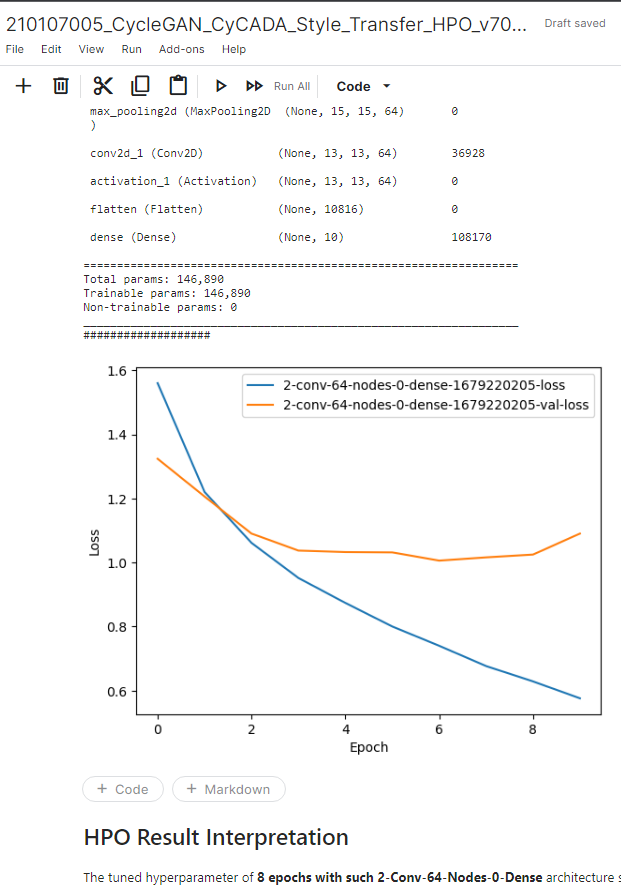 210107005_CycleGAN_CyCADA_Style_Transfer_HPO_v70...
Draft saved
File Edit View Run Add-ons Help
Run All Code
max_pooling2d (MaxPooling2D (None, 15, 15, 64) 0
)
conv2d_1 (Conv2D) (None, 13, 13, 64) 36928
activation_1 (Activation) (None, 13, 13, 64) 0
flatten (Flatten) (None, 10816) 0
dense (Dense) (None, 10) 108170
=================================================================
Total params: 146,890
Trainable params: 146,890
Non-trainable params: 0
_________________________________________________________________
###################
1.6
2-conv-64-nodes-0-dense-1679220205-loss
2-conv-64-nodes-0-dense-1679220205-val-loss
1.4
1.2
1.0
Loss
0.8
0.6
0 2 4 6 8
Epoch
+ Code + Markdown
HPO Result Interpretation
The tuned hyperparameter of 8 epochs with such 2-Conv-64-Nodes-0-Dense architecture s